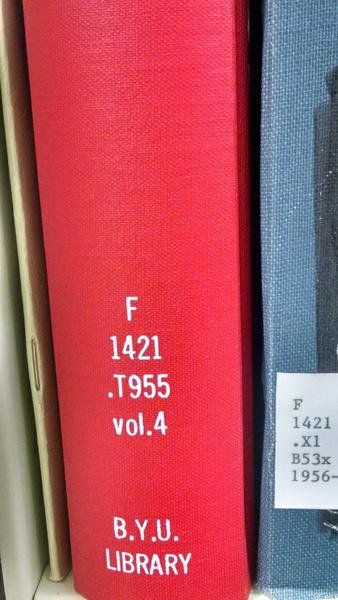 F
1421
.T955
vol.4
B.Y.U.
LIBRARY
F
1421
.X1
B53x
1956-